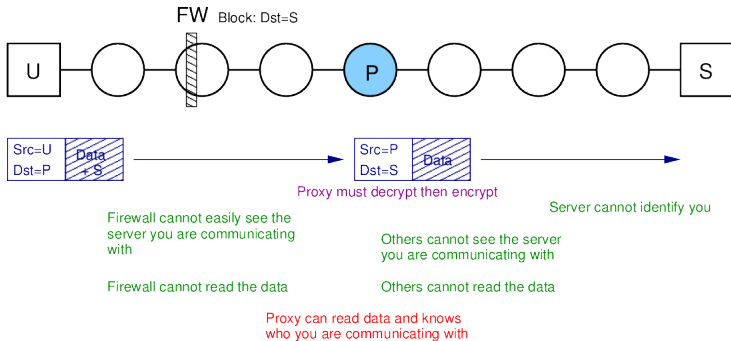 FW Block: Dst=S
U
P
S
Src=U
Dst=P
Data
+ S
Src=P
Dst=S
Data
Proxy must decrypt then encrypt
Server cannot identify you
Firewall cannot easily see the
server you are communicating
with
Others cannot see the server
you are communicating with
Firewall cannot read the data
Others cannot read the data
Proxy can read data and knows
who you are communicating with